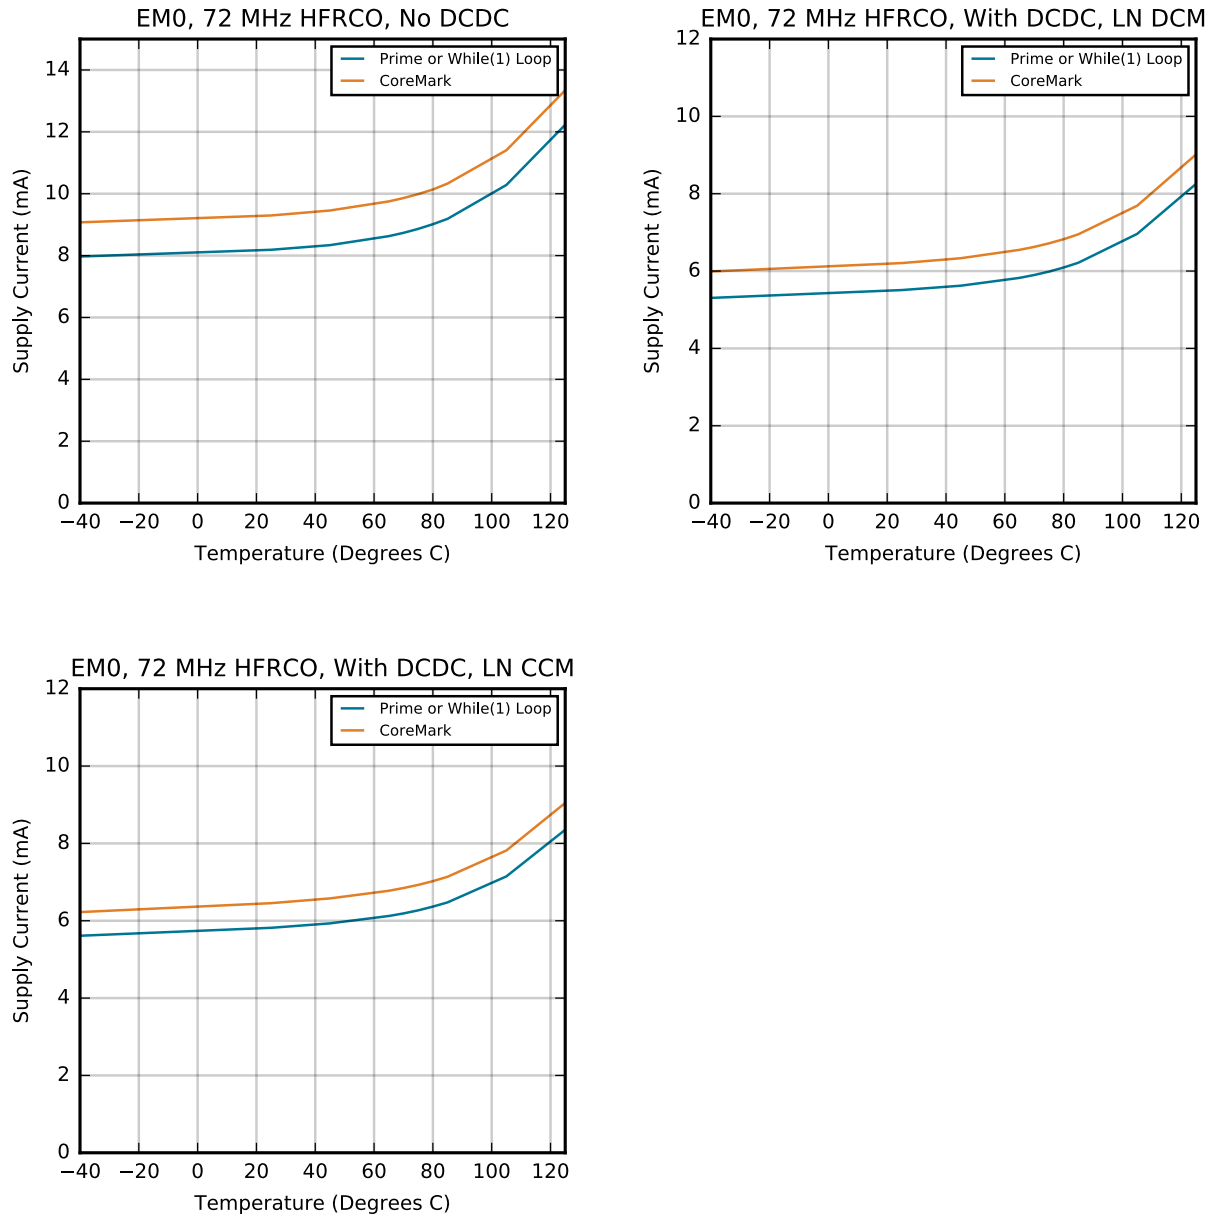 EM0, 72 MHz HFRCO, No DCDC
Prime or While(1) Loop
CoreMark
14
12
10
8
6
4
2
0
Supply Current (mA)
−40 −20 0 20 40 60 80 100 120
Temperature (Degrees C)
EM0, 72 MHz HFRCO, With DCDC, LN DCM
Prime or While(1) Loop
CoreMark
12
10
8
6
4
2
0
Supply Current (mA)
−40 −20 0 20 40 60 80 100 120
Temperature (Degrees C)
EM0, 72 MHz HFRCO, With DCDC, LN CCM
Prime or While(1) Loop
CoreMark
12
10
8
6
4
2
0
Supply Current (mA)
−40 −20 0 20 40 60 80 100 120
Temperature (Degrees C)